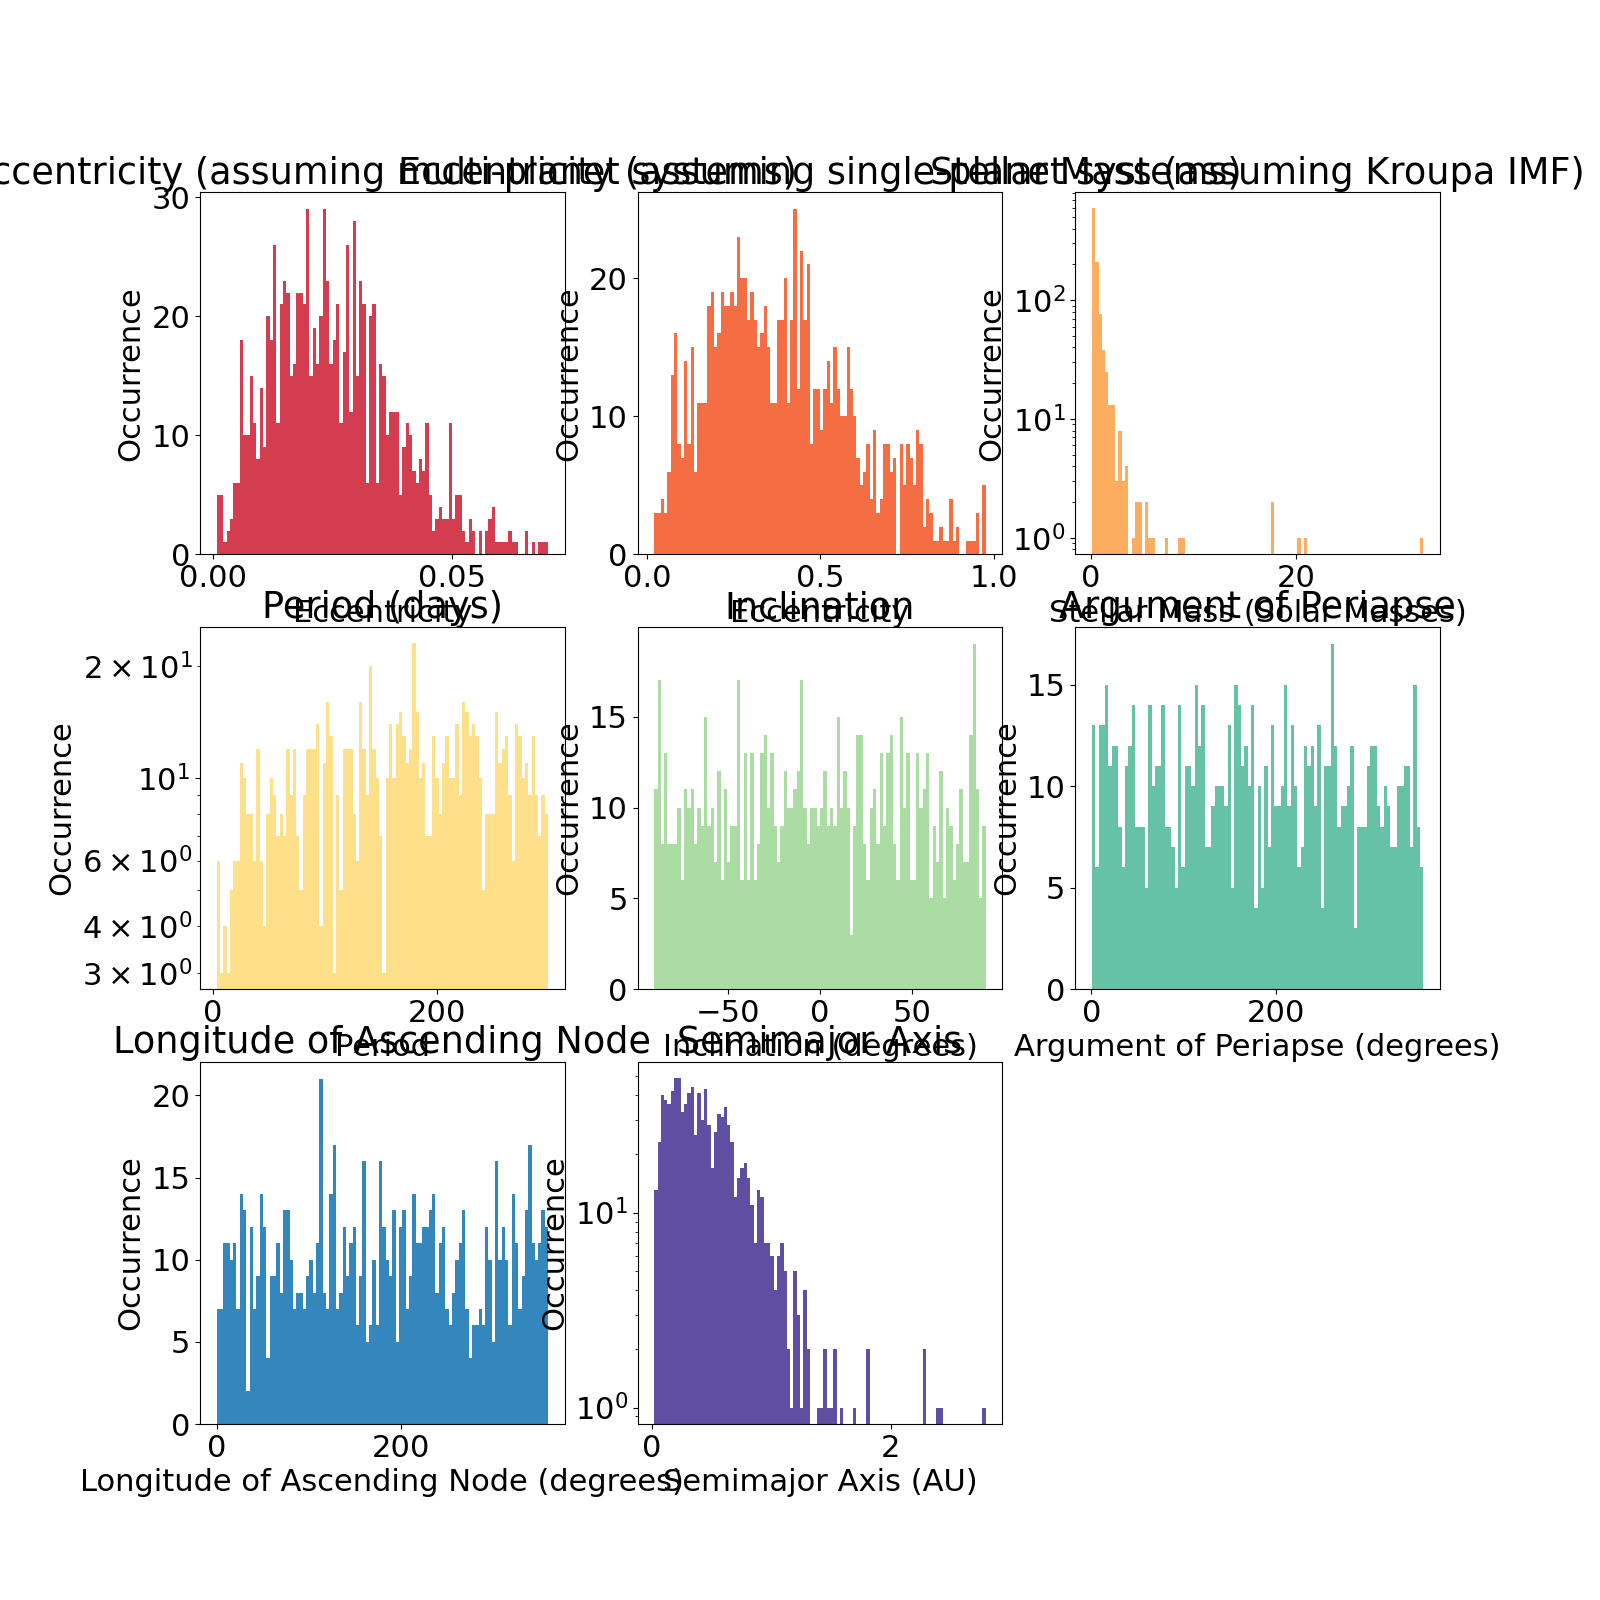 ccentricity (assuming multi-planet systems)
Eccentricity (assuming single-planet systems)
Stellar Mass (assuming Kroupa IMF)
Occurrence
30
20
10
0
0.00 0.05
Eccentricity
Occurrence
20
10
0
0.0 0.5 1.0
Eccentricity
Occurrence
10²
10¹
10⁰
0 20
Stellar Mass (Solar Masses)
Period (days)
Occurrence
2 × 10¹
10¹
6 × 10⁰
4 × 10⁰
3 × 10⁰
0 200
Period
Inclination
Occurrence
15
10
5
0
−50 0 50
Inclination (degrees)
Argument of Periapse
Occurrence
15
10
5
0
0 200
Argument of Periapse (degrees)
Longitude of Ascending Node
Occurrence
20
15
10
5
0
0 200
Longitude of Ascending Node (degrees)
Semimajor Axis
Occurrence
10¹
10⁰
0 2
Semimajor Axis (AU)